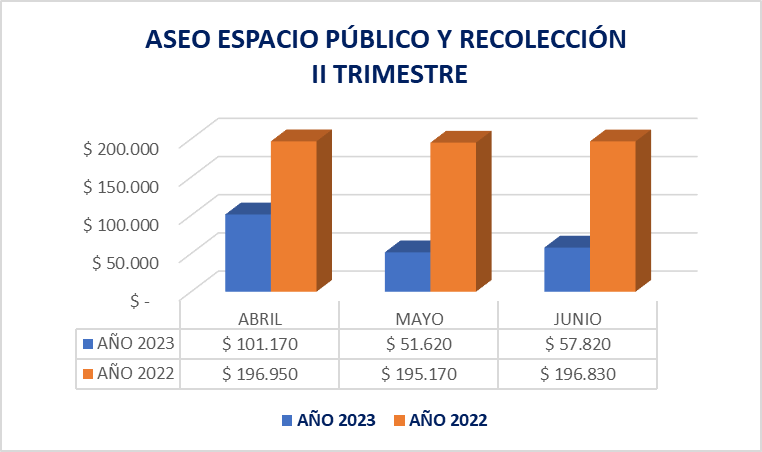 ASEO ESPACIO PÚBLICO Y RECOLECCIÓN
II TRIMESTRE
$ 200.000
$ 150.000
$ 100.000
$ 50.000
$ -
ABRIL MAYO JUNIO
AÑO 2023 $ 101.170 $ 51.620 $ 57.820
AÑO 2022 $ 196.950 $ 195.170 $ 196.830
AÑO 2023 AÑO 2022